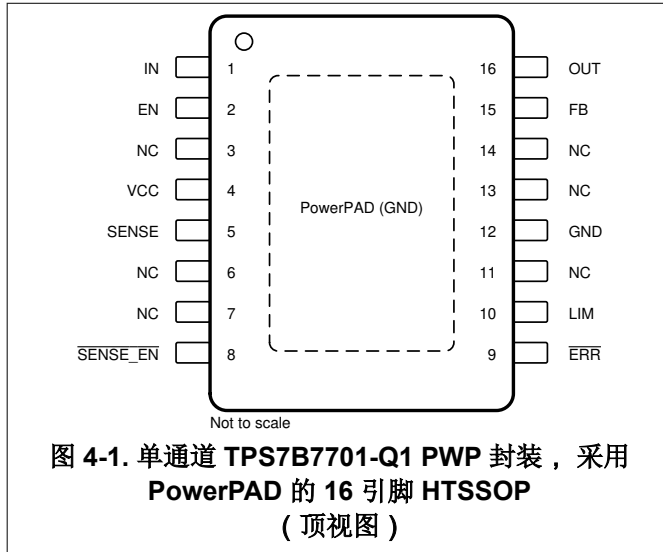 IN 1 16 OUT
EN 2 15 FB
NC 3 14 NC
VCC 4 13 NC
PowerPAD (GND)
SENSE 5 12 GND
NC 6 11 NC
NC 7 10 LIM
SENSE_EN 8 9 ERR
Not to scale
图 4-1. 单通道 TPS7B7701-Q1 PWP 封装，采用
PowerPAD 的 16 引脚 HTSSOP
（顶视图）